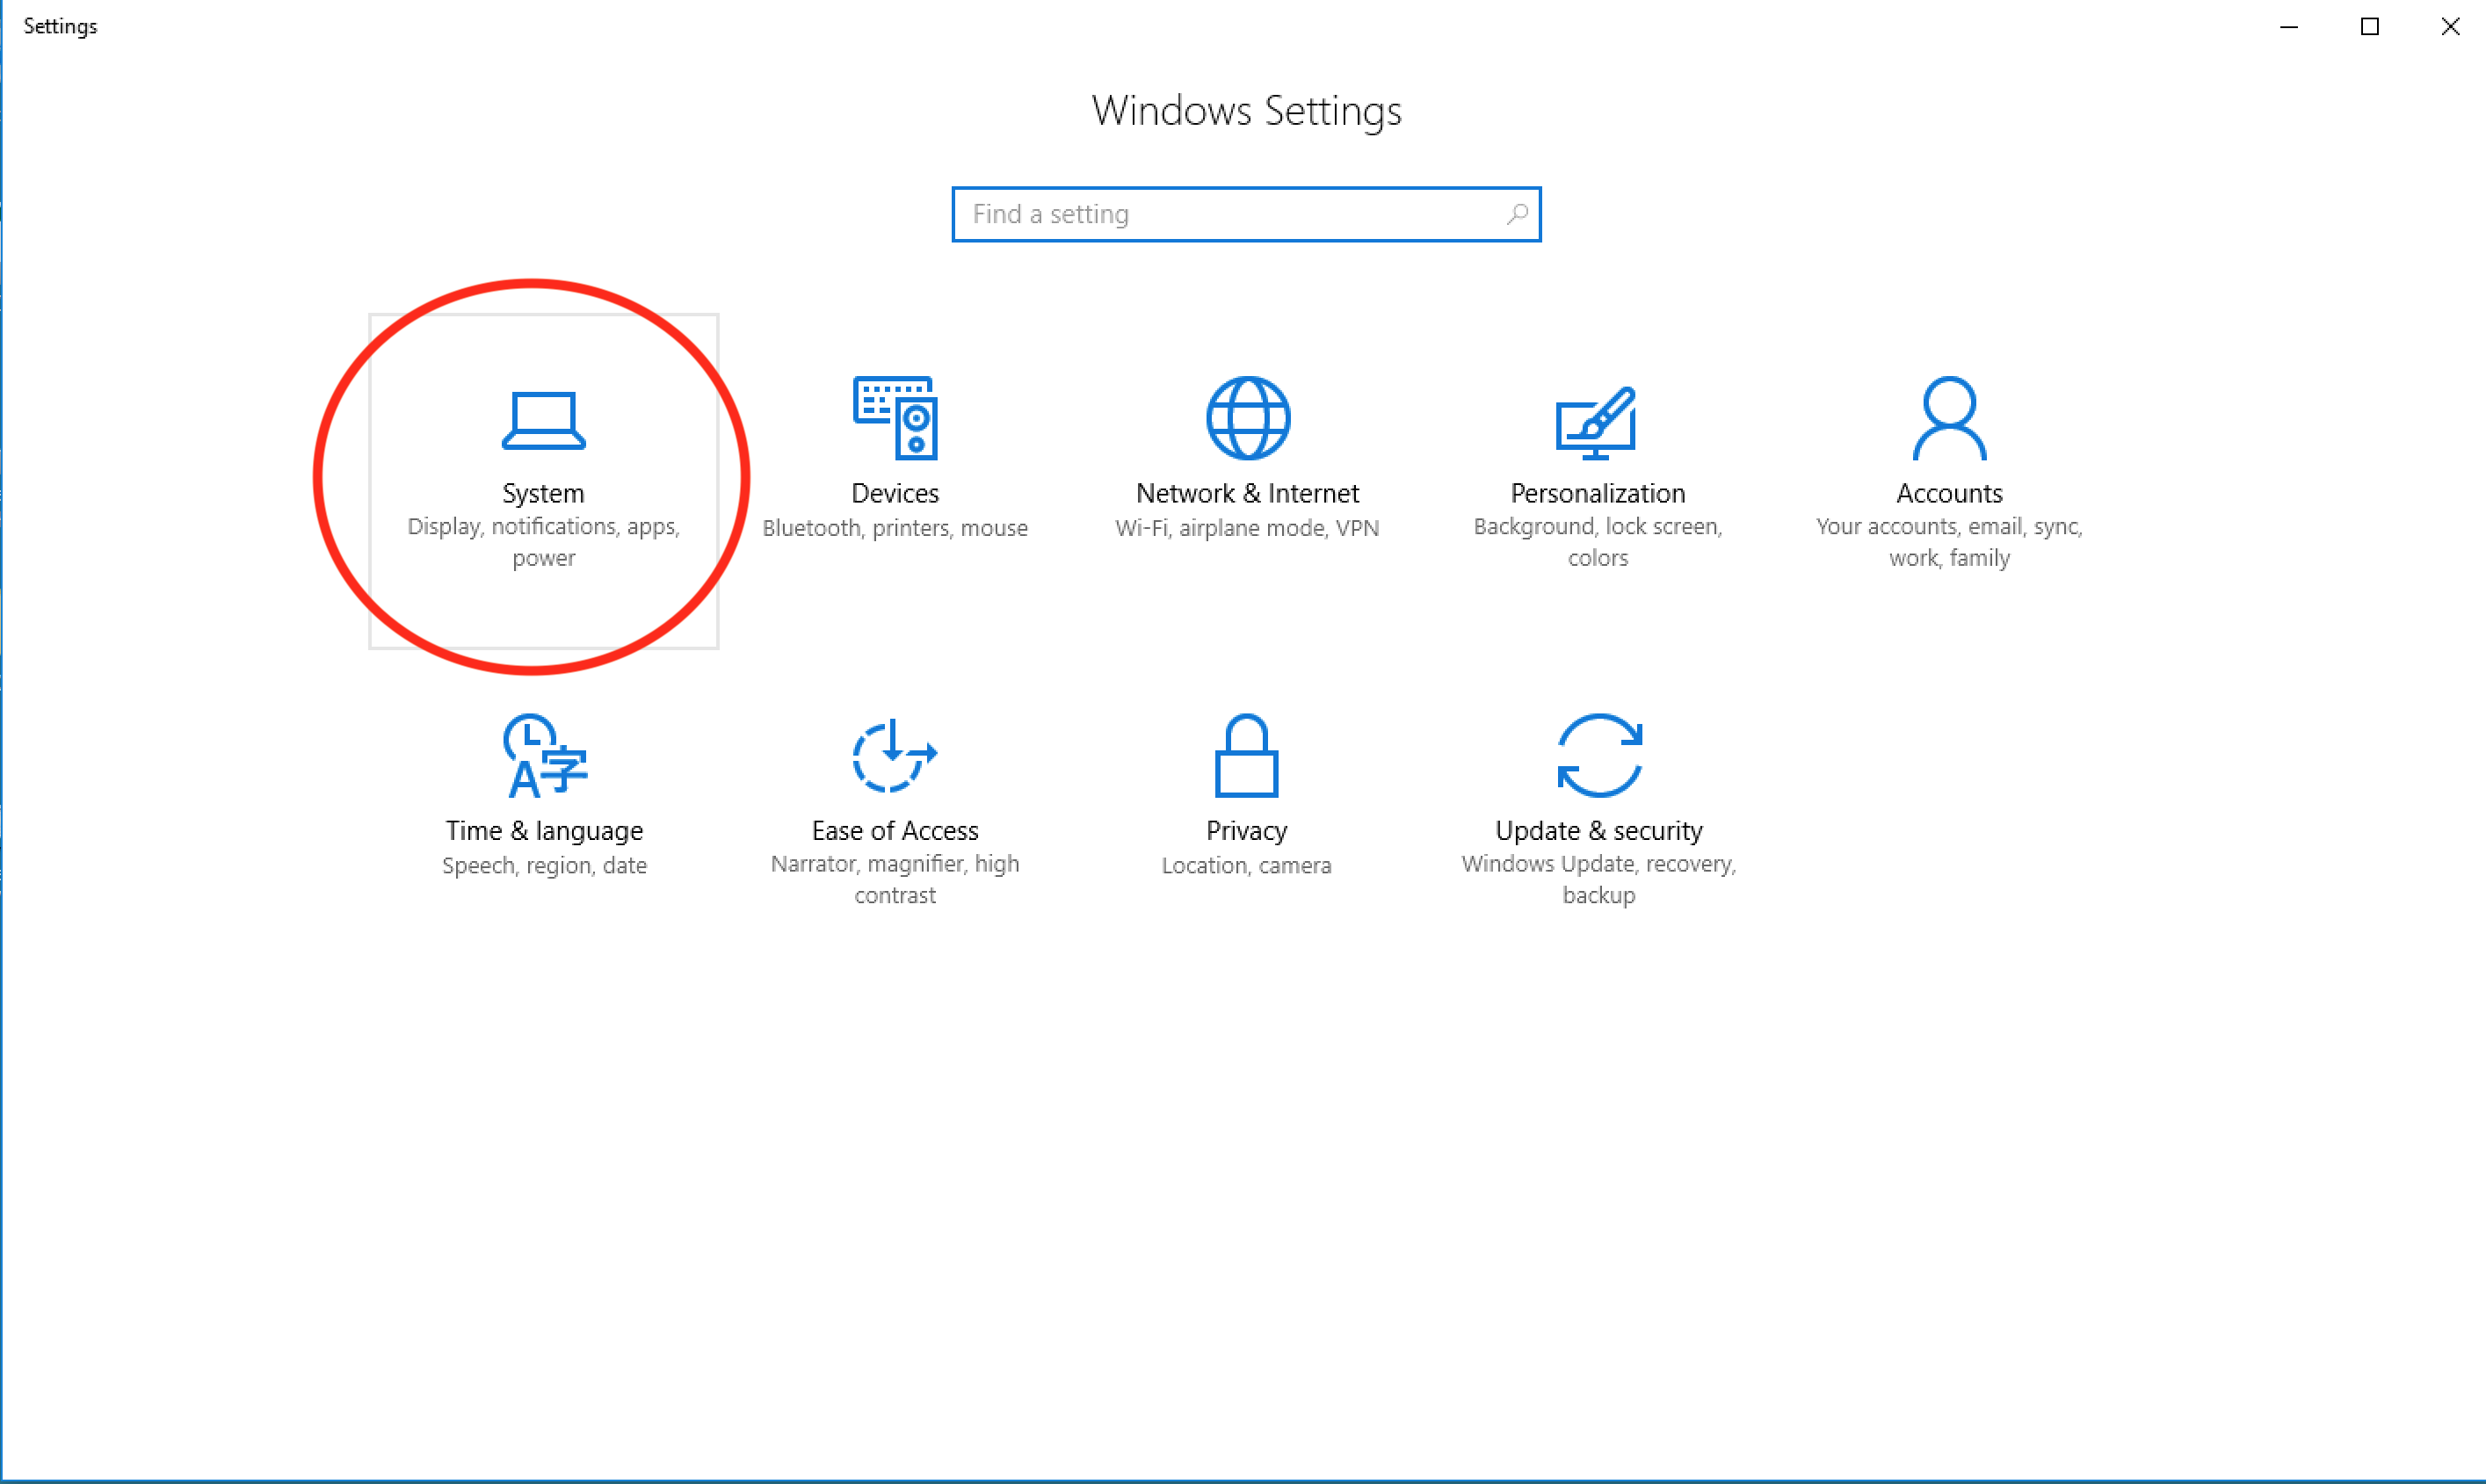 Settings
Windows Settings
Find a setting
System
Display, notifications, apps,
power
Devices
Bluetooth, printers, mouse
Network & Internet
Wi-Fi, airplane mode, VPN
Personalization
Background, lock screen,
colors
Accounts
Your accounts, email, sync,
work, family
A字
Time & language
Speech, region, date
Ease of Access
Narrator, magnifier, high
contrast
Privacy
Location, camera
Update & security
Windows Update, recovery,
backup